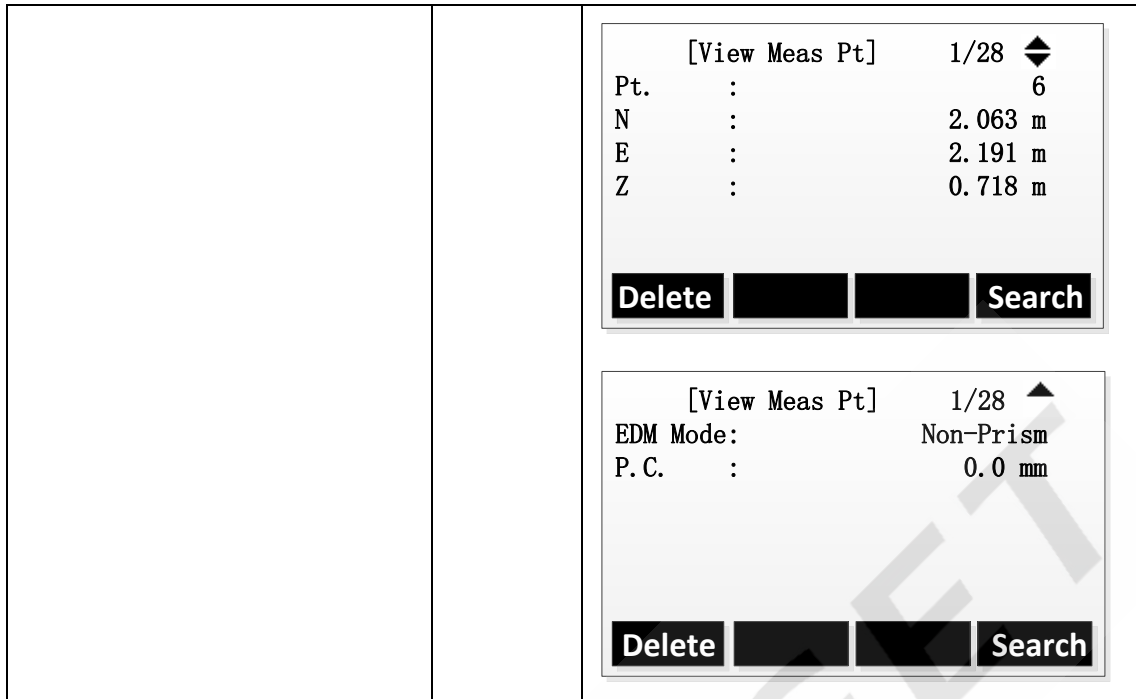 [View Meas Pt] 1/28
Pt. : 6
N : 2.063 m
E : 2.191 m
Z : 0.718 m
Delete Search
[View Meas Pt] 1/28
EDM Mode: Non-Prism
P.C. : 0.0 mm
Delete Search